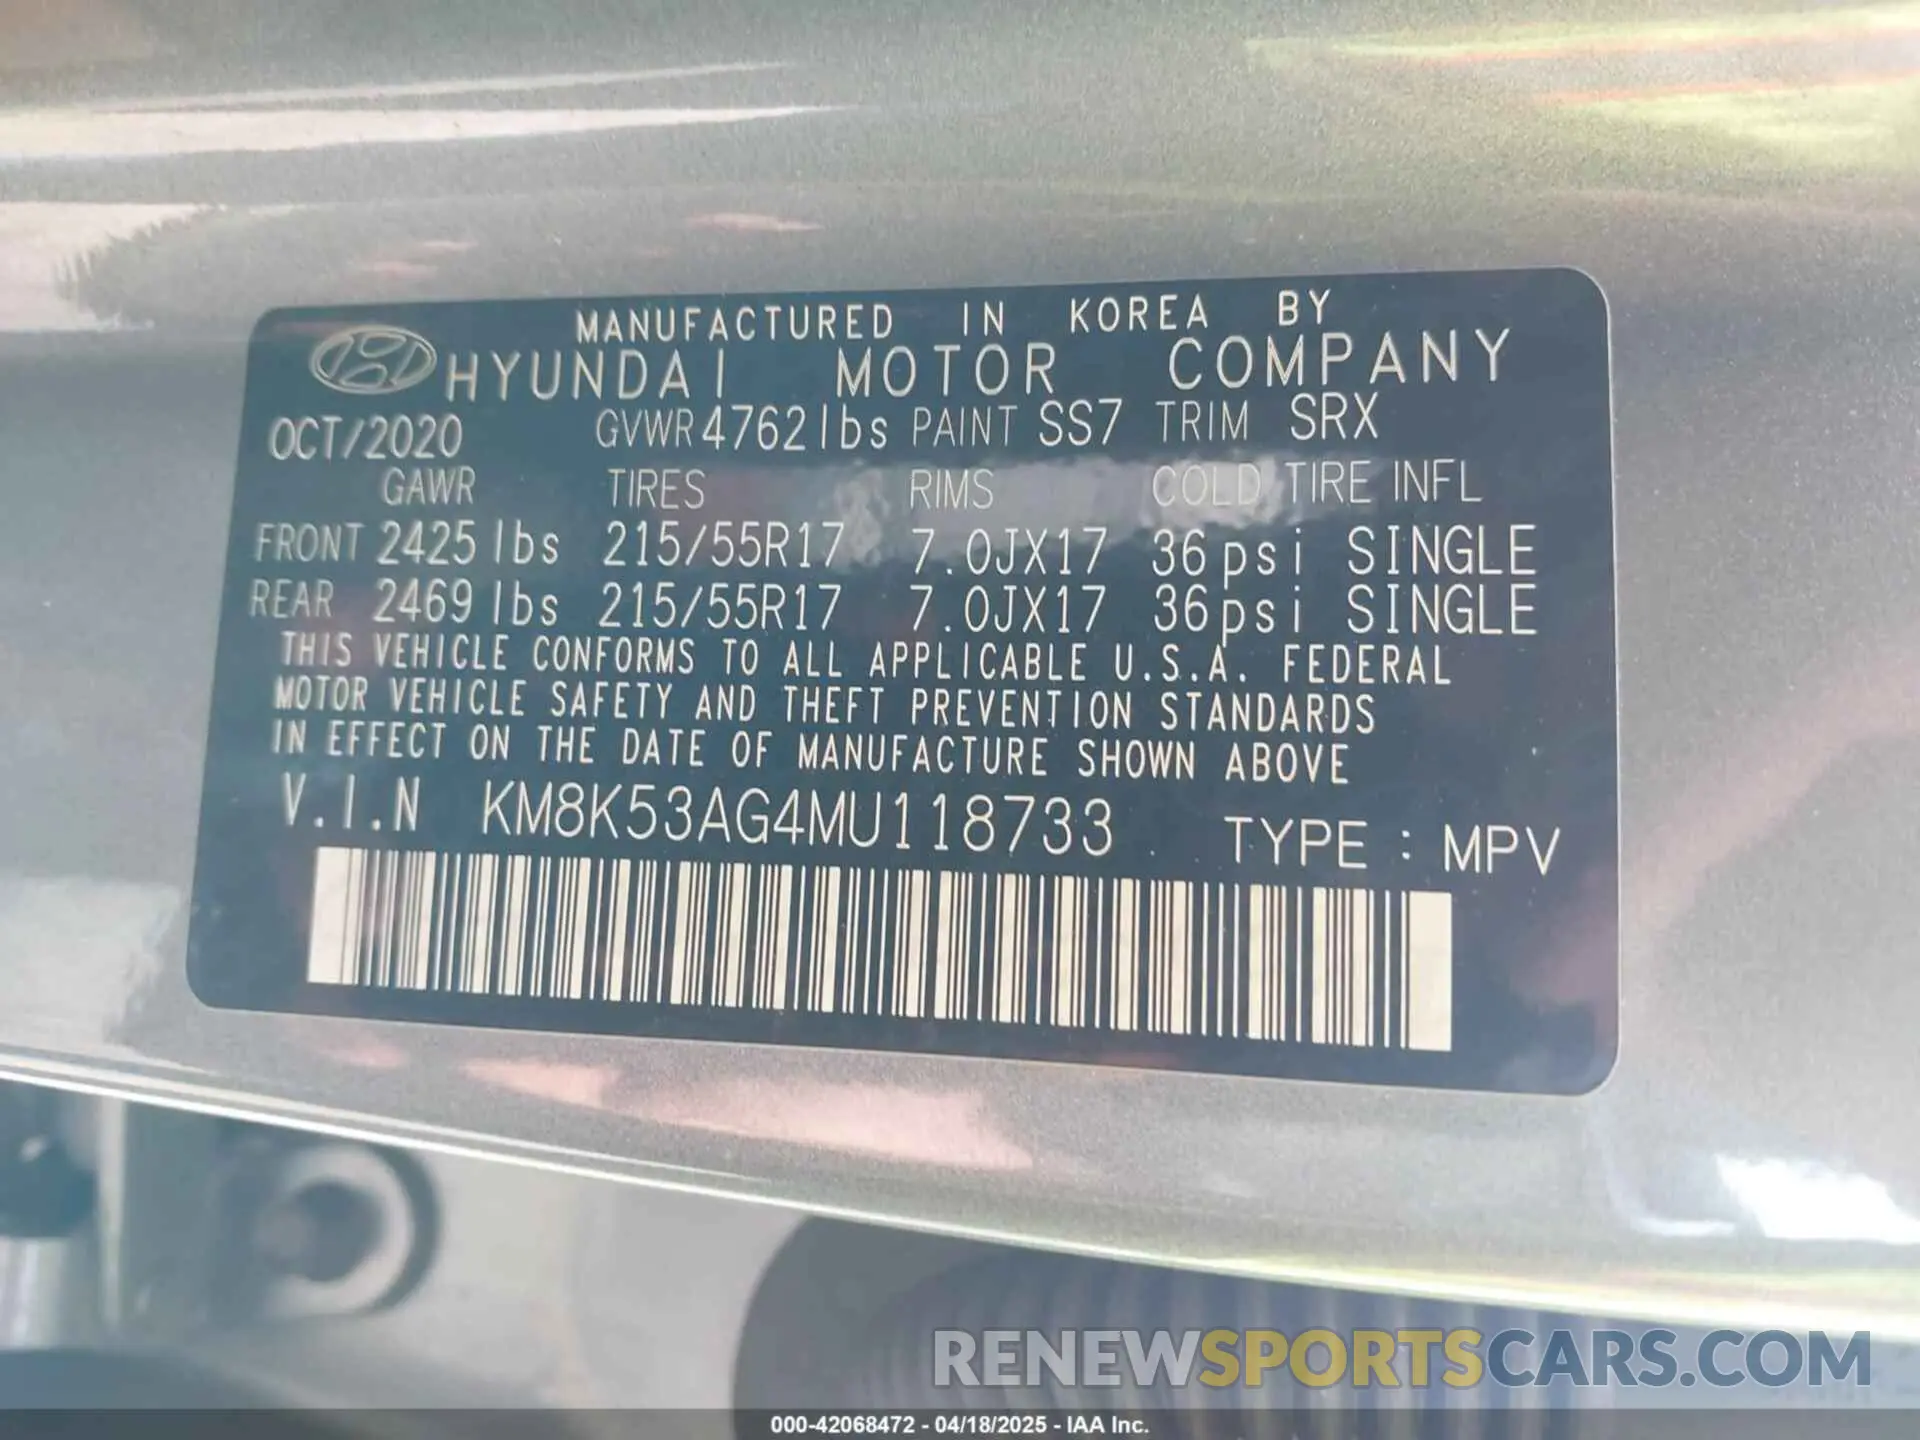 MANUFACTURED IN KOREA BY
HYUNDAI MOTOR COMPANY
OCT/2020 GVWR 4762 lbs PAINT SS7 TRIM SRX
GAWR TIRES RIMS COLD TIRE INFL
FRONT 2425 lbs 215/55R17 7.0JX17 36psi SINGLE
REAR 2469 lbs 215/55R17 7.0JX17 36psi SINGLE
THIS VEHICLE CONFORMS TO ALL APPLICABLE U.S.A. FEDERAL
MOTOR VEHICLE SAFETY AND THEFT PREVENTION STANDARDS
IN EFFECT ON THE DATE OF MANUFACTURE SHOWN ABOVE
V.I.N KM8K53AG4MU118733 TYPE : MPV
RENEWSPORTSCARS.COM
000-42068472 - 04/18/2025 - IAA Inc.